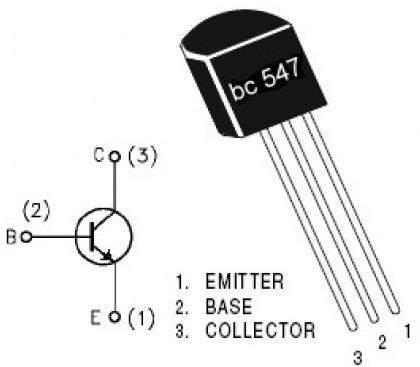 bc 547
C (3)
(2)
B
E (1)
1. EMITTER
2. BASE
3. COLLECTOR
1
2
3